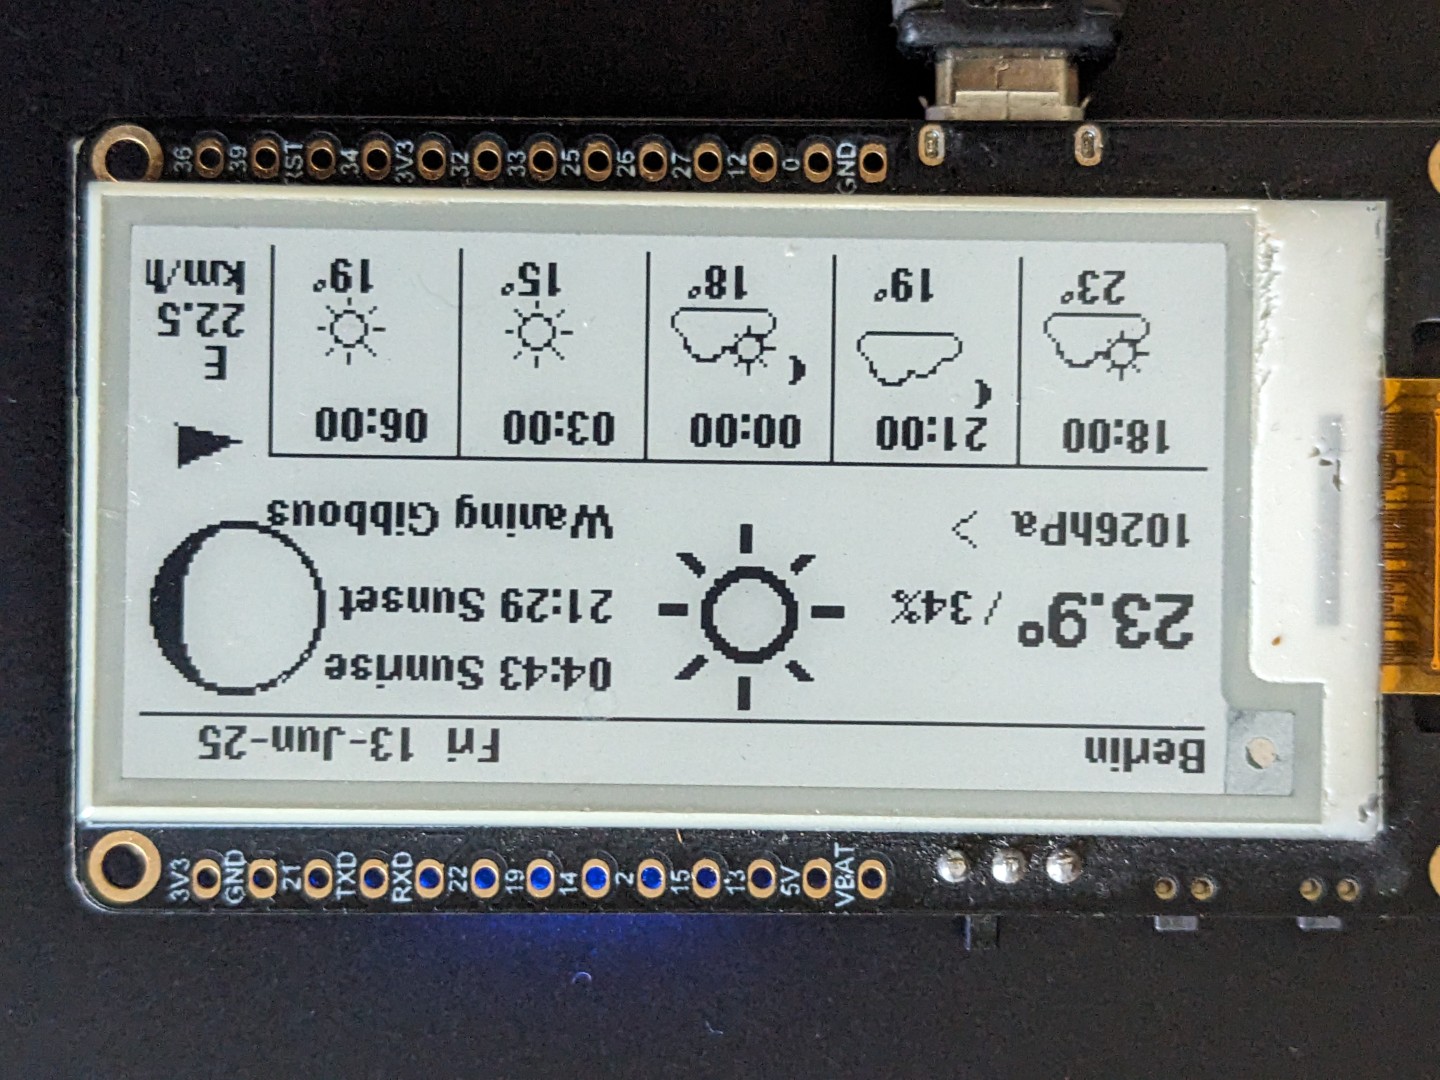 VBAT 5V 13 15 2 14 19 22 RXD TXD 21 GND 3V3
Berlin
Fri 13-Jun-25
23.9° / 34%
1026hPa >
04:43 Sunrise
21:29 Sunset
Waning Gibbous
18:00 21:00 00:00 03:00 06:00
23° 19° 18° 15° 19°
E
22.5
km/h
GND 0 12 27 26 25 33 32 3V3 34 RST 39 36